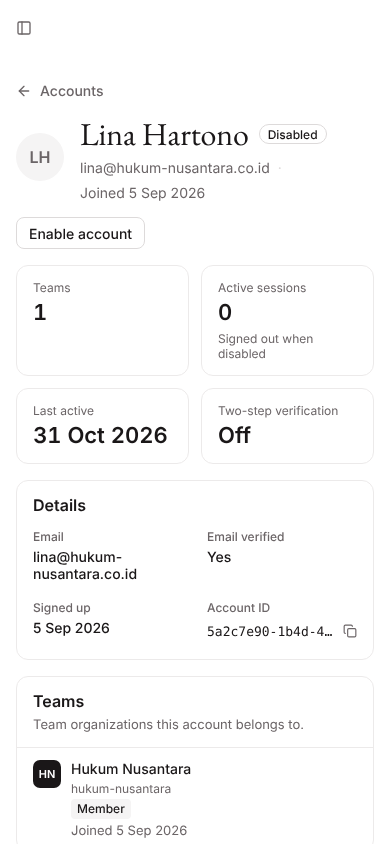 Accounts
LH
Lina Hartono
Disabled
lina@hukum-nusantara.co.id ·
Joined 5 Sep 2026
Enable account
Teams
1
Active sessions
0
Signed out when
disabled
Last active
31 Oct 2026
Two-step verification
Off
Details
Email
lina@hukum-
nusantara.co.id
Email verified
Yes
Signed up
5 Sep 2026
Account ID
5a2c7e90-1b4d-4…
Teams
Team organizations this account belongs to.
HN
Hukum Nusantara
hukum-nusantara
Member
Joined 5 Sep 2026